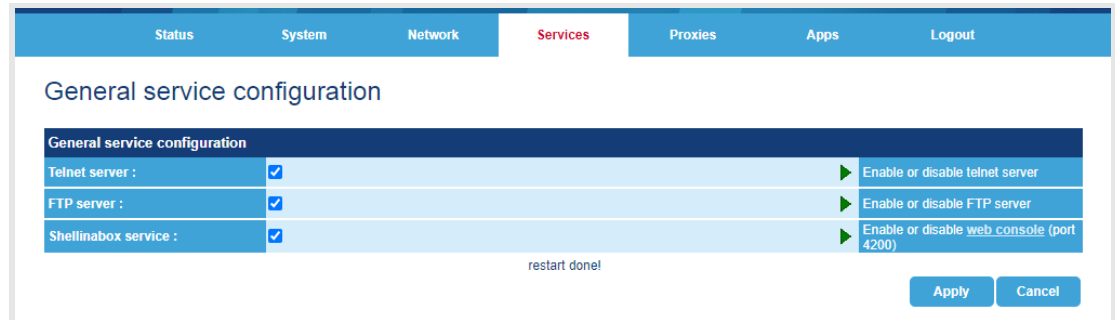 Status System Network Services Proxies Apps Logout
General service configuration
General service configuration
Telnet server : Enable or disable telnet server
FTP server : Enable or disable FTP server
Shellinabox service : Enable or disable web console (port
4200)
restart done!
Apply Cancel